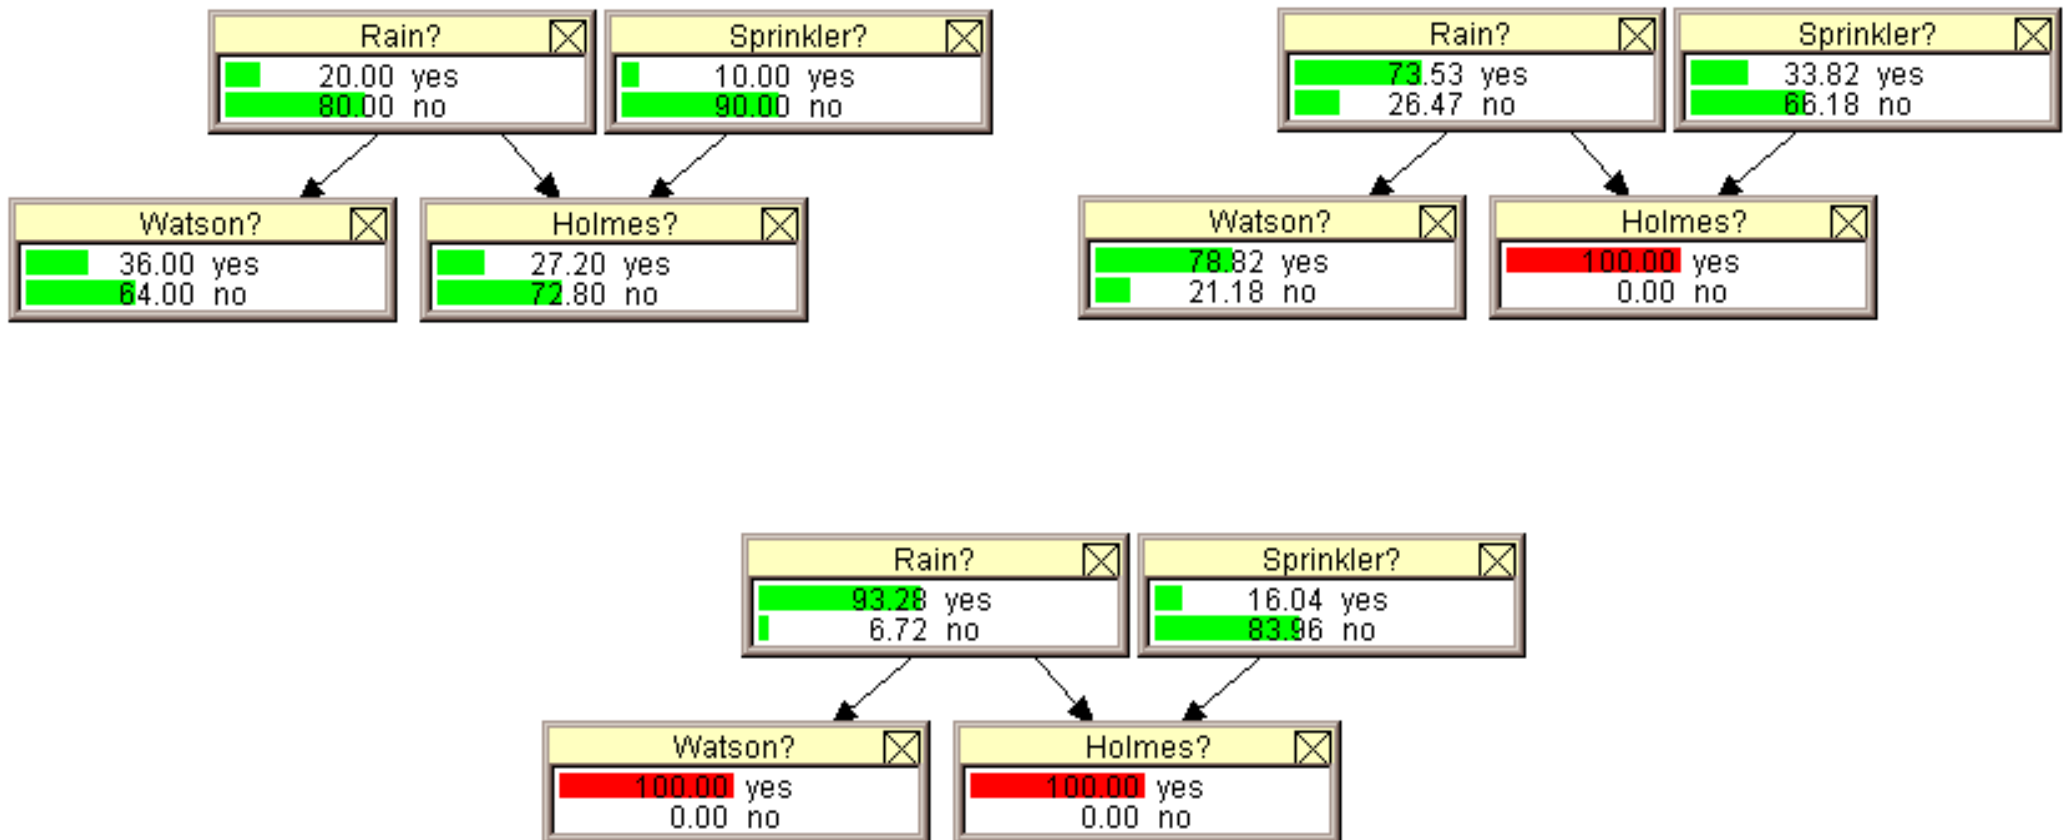 Rain?
20.00 yes
80.00 no
Sprinkler?
10.00 yes
90.00 no
Watson?
36.00 yes
64.00 no
Holmes?
27.20 yes
72.80 no
Rain?
73.53 yes
26.47 no
Sprinkler?
33.82 yes
66.18 no
Watson?
78.82 yes
21.18 no
Holmes?
100.00 yes
0.00 no
Rain?
93.28 yes
6.72 no
Sprinkler?
16.04 yes
83.96 no
Watson?
100.00 yes
0.00 no
Holmes?
100.00 yes
0.00 no